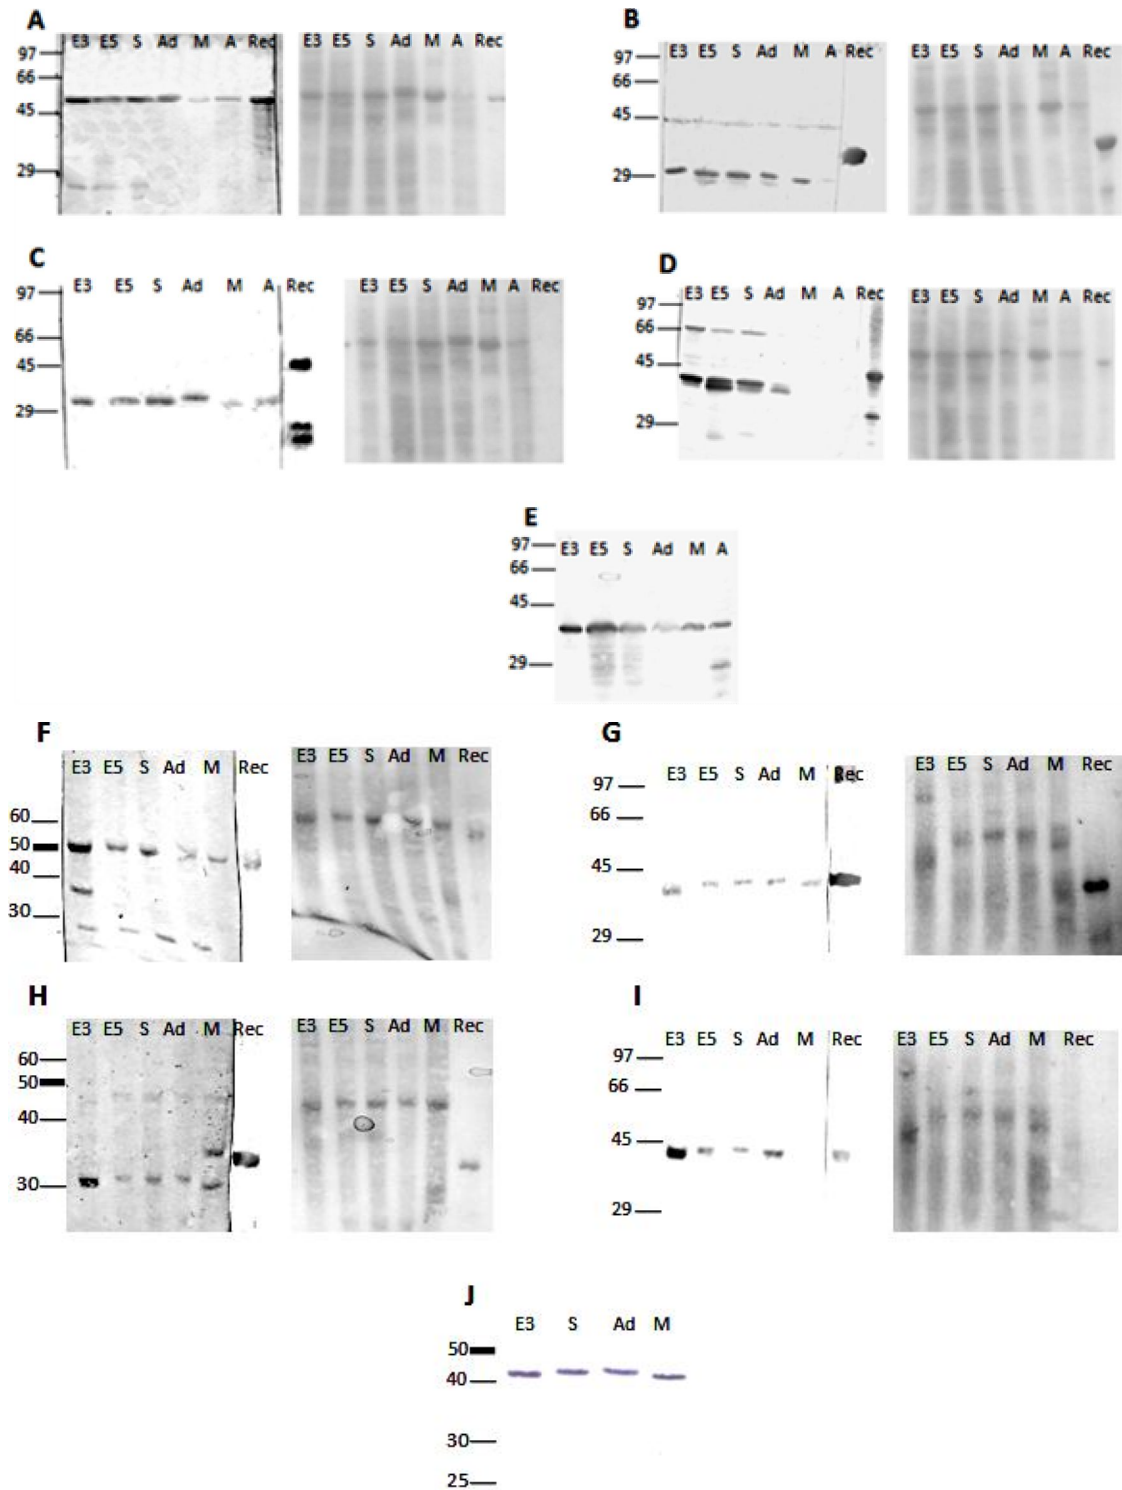 A
E3 E5 S Ad M A Rec
E3 E5 S Ad M A Rec
97
66
45
29
B
E3 E5 S Ad M A Rec
E3 E5 S Ad M A Rec
97
66
45
29
C
E3 E5 S Ad M A Rec
E3 E5 S Ad M A Rec
97
66
45
29
D
E3 E5 S Ad M A Rec
E3 E5 S Ad M A Rec
97
66
45
29
E
E3 E5 S Ad M A
97
66
45
29
F
E3 E5 S Ad M Rec
E3 E5 S Ad M Rec
60
50
40
30
G
E3 E5 S Ad M Rec
E3 E5 S Ad M Rec
97
66
45
29
H
E3 E5 S Ad M Rec
E3 E5 S Ad M Rec
60
50
40
30
I
E3 E5 S Ad M Rec
E3 E5 S Ad M Rec
97
66
45
29
J
E3 S Ad M
50
40
30
25